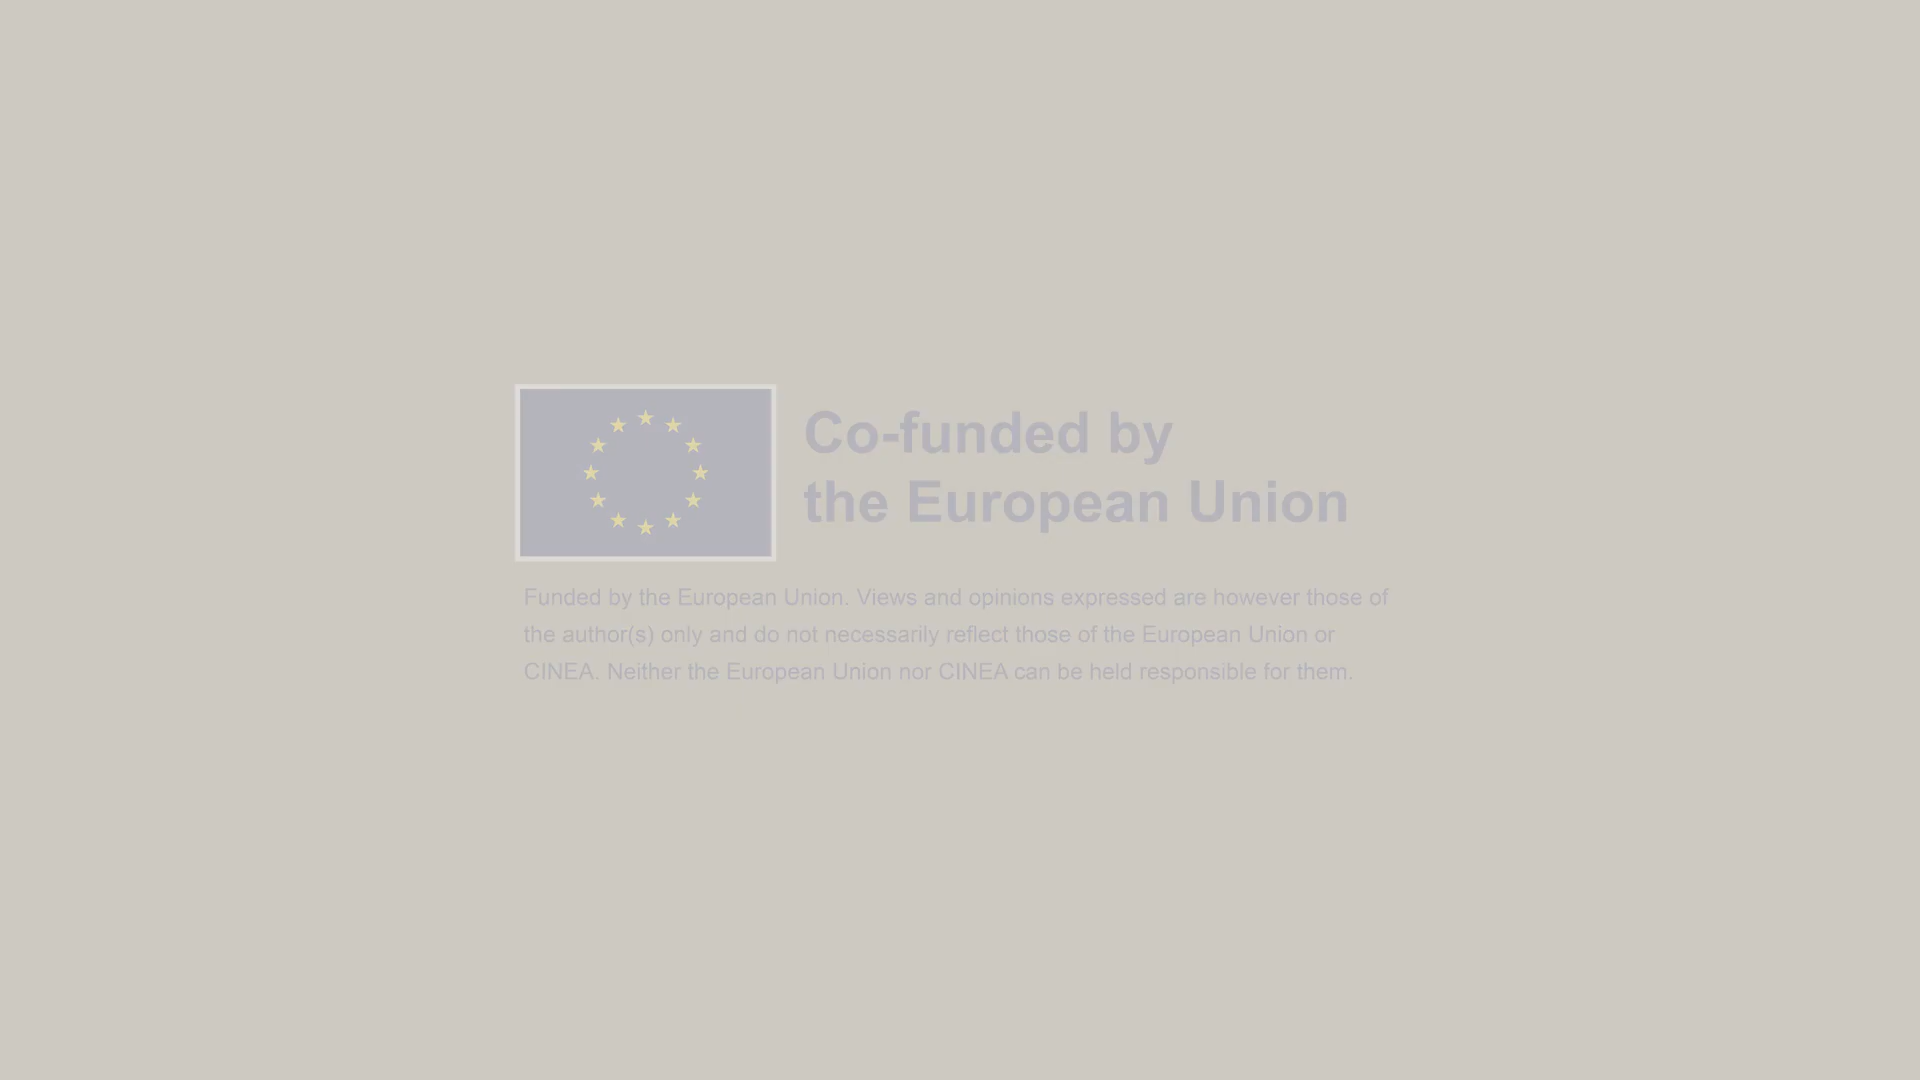 Co-funded by
the European Union
Funded by the European Union. Views and opinions expressed are however those of
the author(s) only and do not necessarily reflect those of the European Union or
CINEA. Neither the European Union nor CINEA can be held responsible for them.